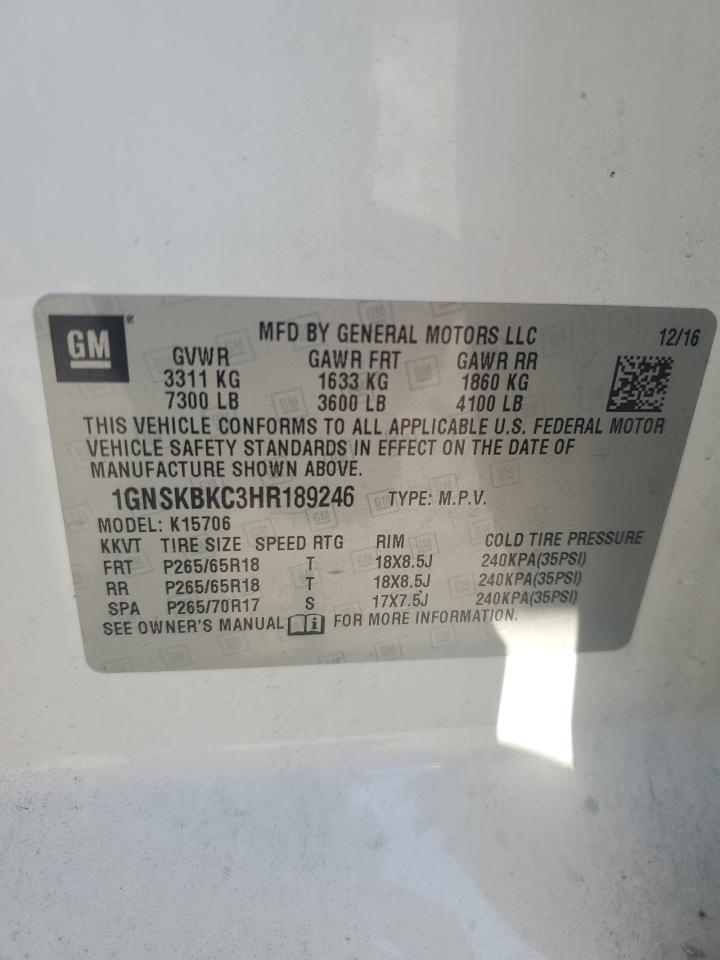 GM®
MFD BY GENERAL MOTORS LLC 12/16
GVWR GAWR FRT GAWR RR
3311 KG 1633 KG 1860 KG
7300 LB 3600 LB 4100 LB
THIS VEHICLE CONFORMS TO ALL APPLICABLE U.S. FEDERAL MOTOR
VEHICLE SAFETY STANDARDS IN EFFECT ON THE DATE OF
MANUFACTURE SHOWN ABOVE.
1GNSKBKC3HR189246 TYPE: M.P.V.
MODEL: K15706
KKVT TIRE SIZE SPEED RTG RIM COLD TIRE PRESSURE
FRT P265/65R18 T 18X8.5J 240KPA(35PSI)
RR P265/65R18 T 18X8.5J 240KPA(35PSI)
SPA P265/70R17 S 17X7.5J 240KPA(35PSI)
SEE OWNER'S MANUAL i FOR MORE INFORMATION.